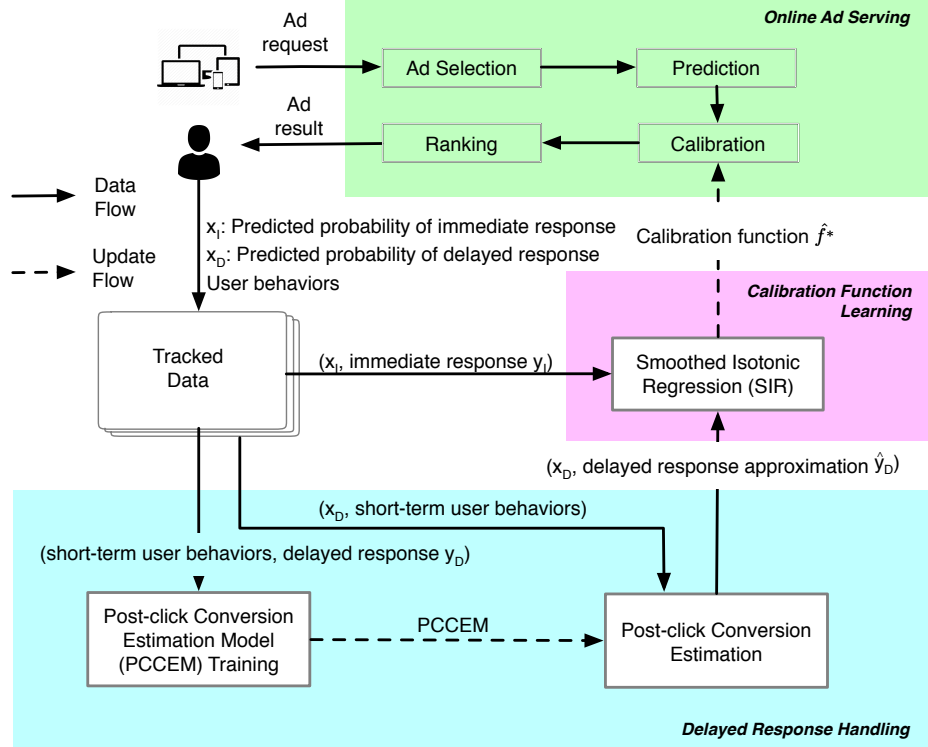 Online Ad Serving
Ad
request
Ad Selection
Prediction
Ad
result
Ranking
Calibration
Data
Flow
Update
Flow
x_I: Predicted probability of immediate response
x_D: Predicted probability of delayed response
User behaviors
Calibration function f̂*
Calibration Function
Learning
Tracked
Data
(x_I, immediate response y_I)
Smoothed Isotonic
Regression (SIR)
(x_D, delayed response approximation ŷ_D)
(x_D, short-term user behaviors)
(short-term user behaviors, delayed response y_D)
Post-click Conversion
Estimation Model
(PCCEM) Training
PCCEM
Post-click Conversion
Estimation
Delayed Response Handling